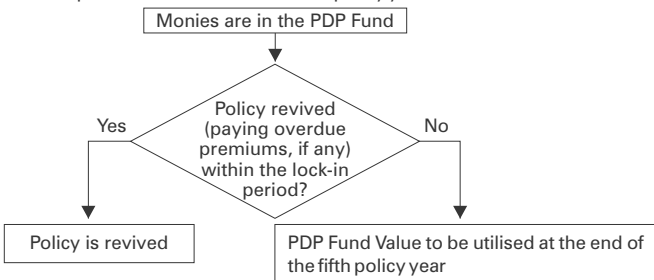 Monies are in the PDP Fund
Yes
Policy revived
(paying overdue
premiums, if any)
within the lock-in
period?
No
Policy is revived
PDP Fund Value to be utilised at the end of
the fifth policy year